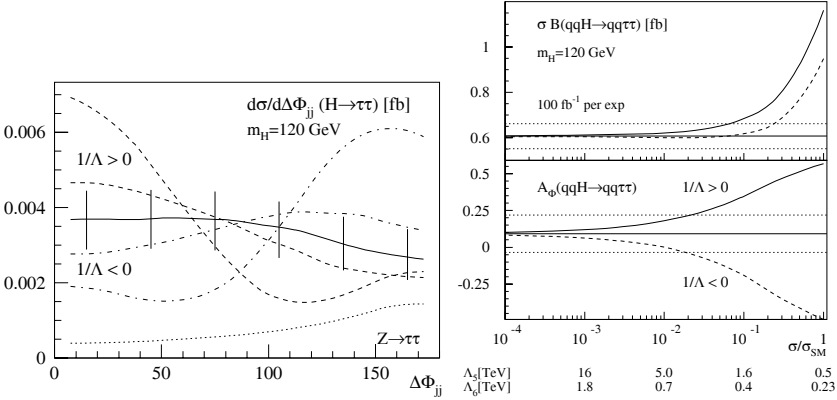 dσ/dΔΦjj (H→ττ) [fb]
mH=120 GeV
0.006
1/Λ > 0
0.004
1/Λ < 0
0.002
Z→ττ
0
0 50 100 150
ΔΦjj
σ B(qqH→qqττ) [fb]
mH=120 GeV
1
0.8
100 fb-1 per exp
0.6
AΦ(qqH→qqττ)
1/Λ > 0
0.5
0.25
0
-0.25
1/Λ < 0
10-4 10-3 10-2 10-1 1
σ/σSM
Λ5[TeV] 16 5.0 1.6 0.5
Λ6[TeV] 1.8 0.7 0.4 0.23